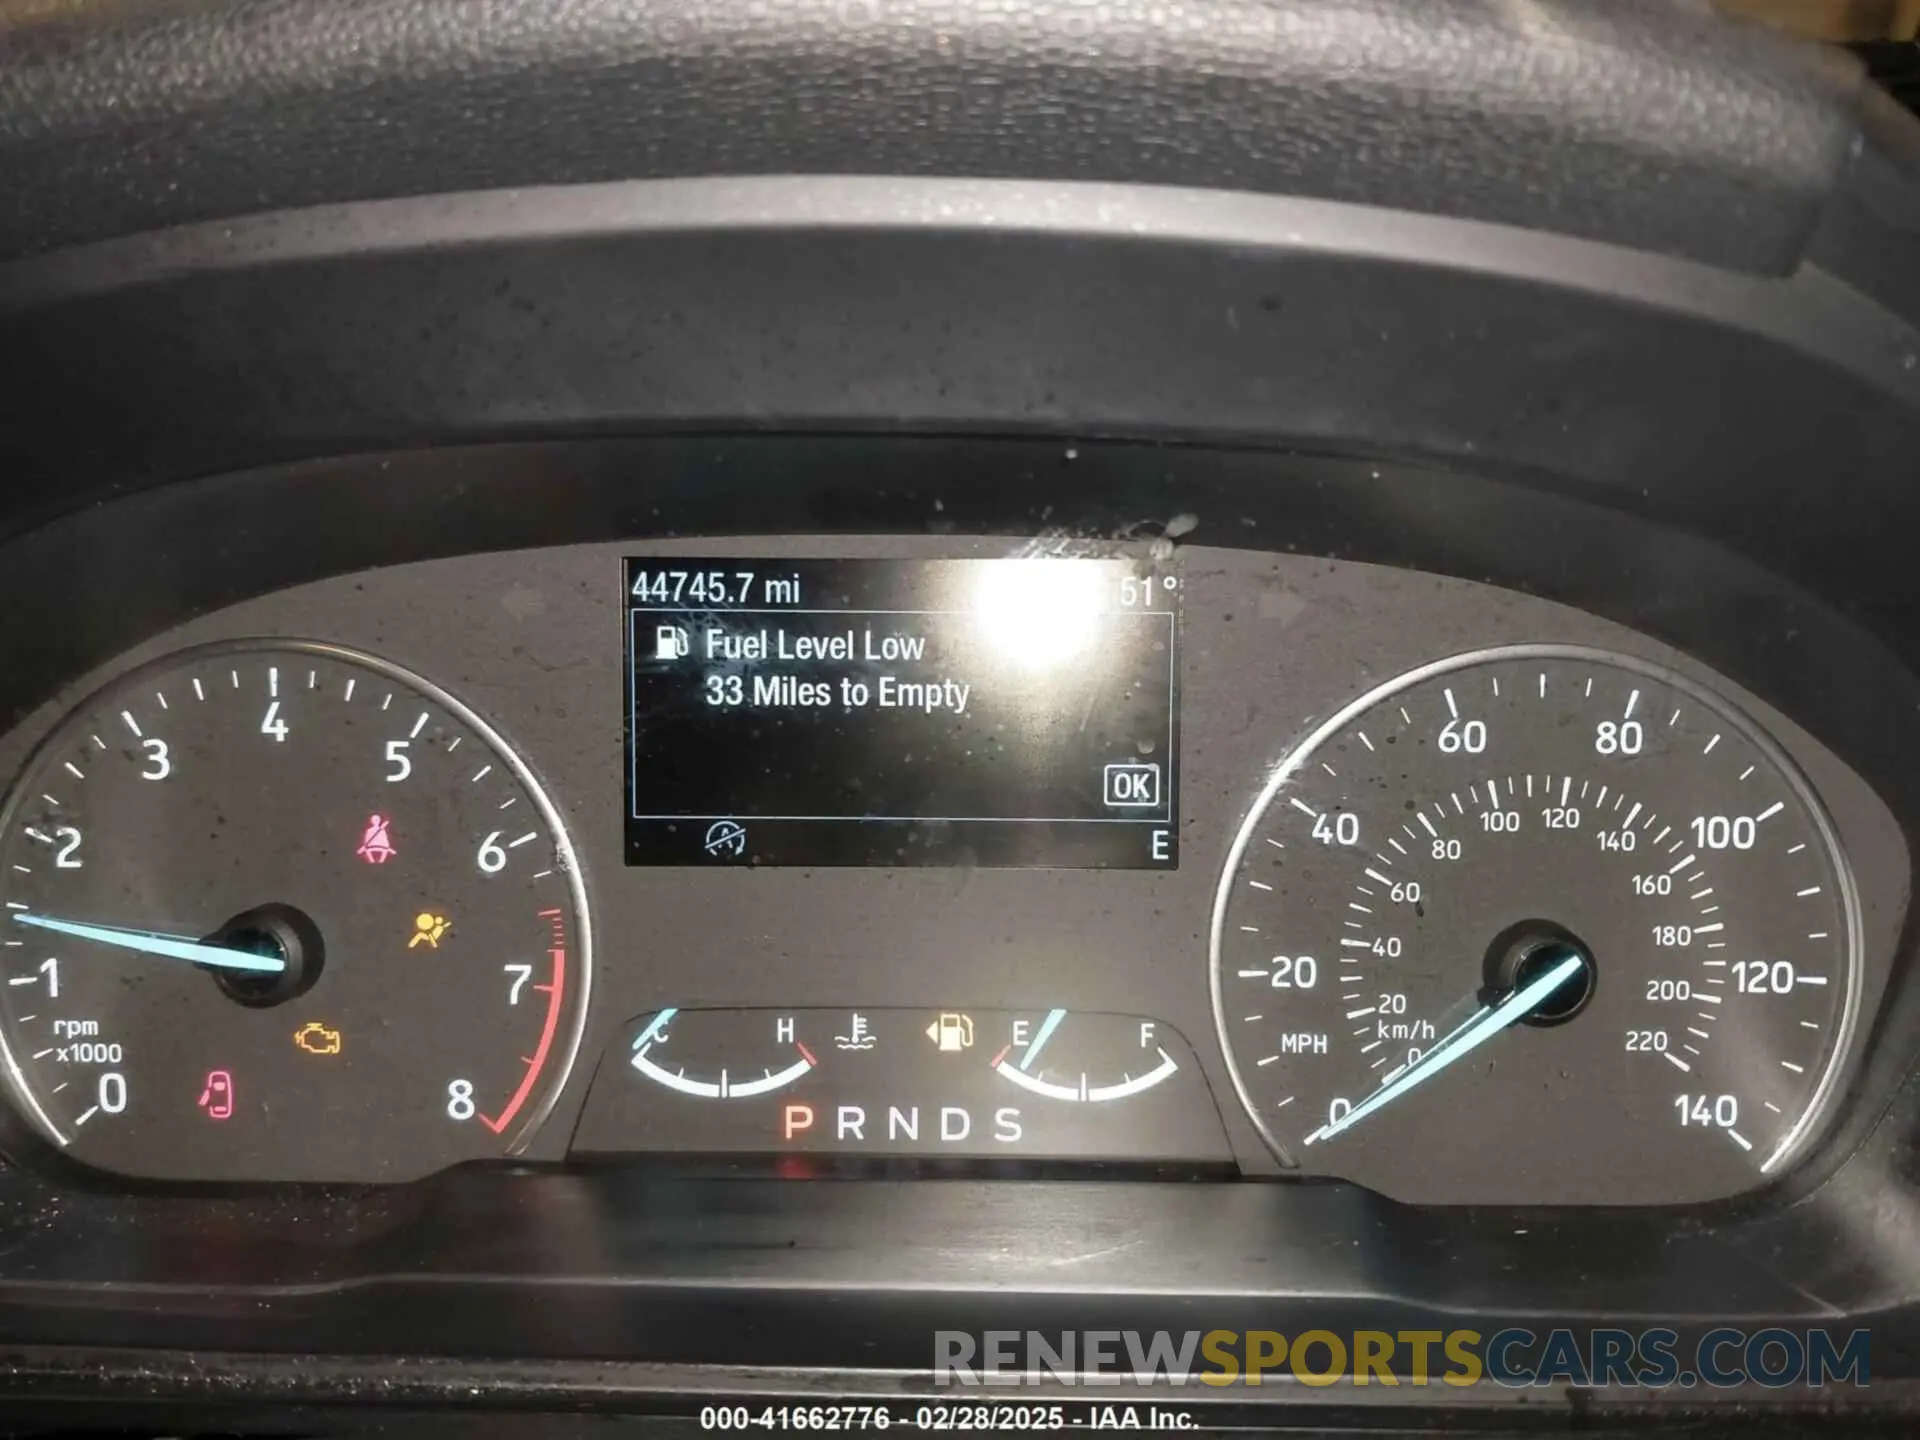 44745.7 mi 51°
Fuel Level Low
33 Miles to Empty
OK
E
0 1 2 3 4 5 6 7 8
rpm
x1000
C H
E F
P R N D S
0 20 40 60 80 100 120 140
MPH
0 20 40 60 80 100 120 140 160 180 200 220
km/h
RENEWSPORTSCARS.COM
000-41662776 - 02/28/2025 - IAA Inc.